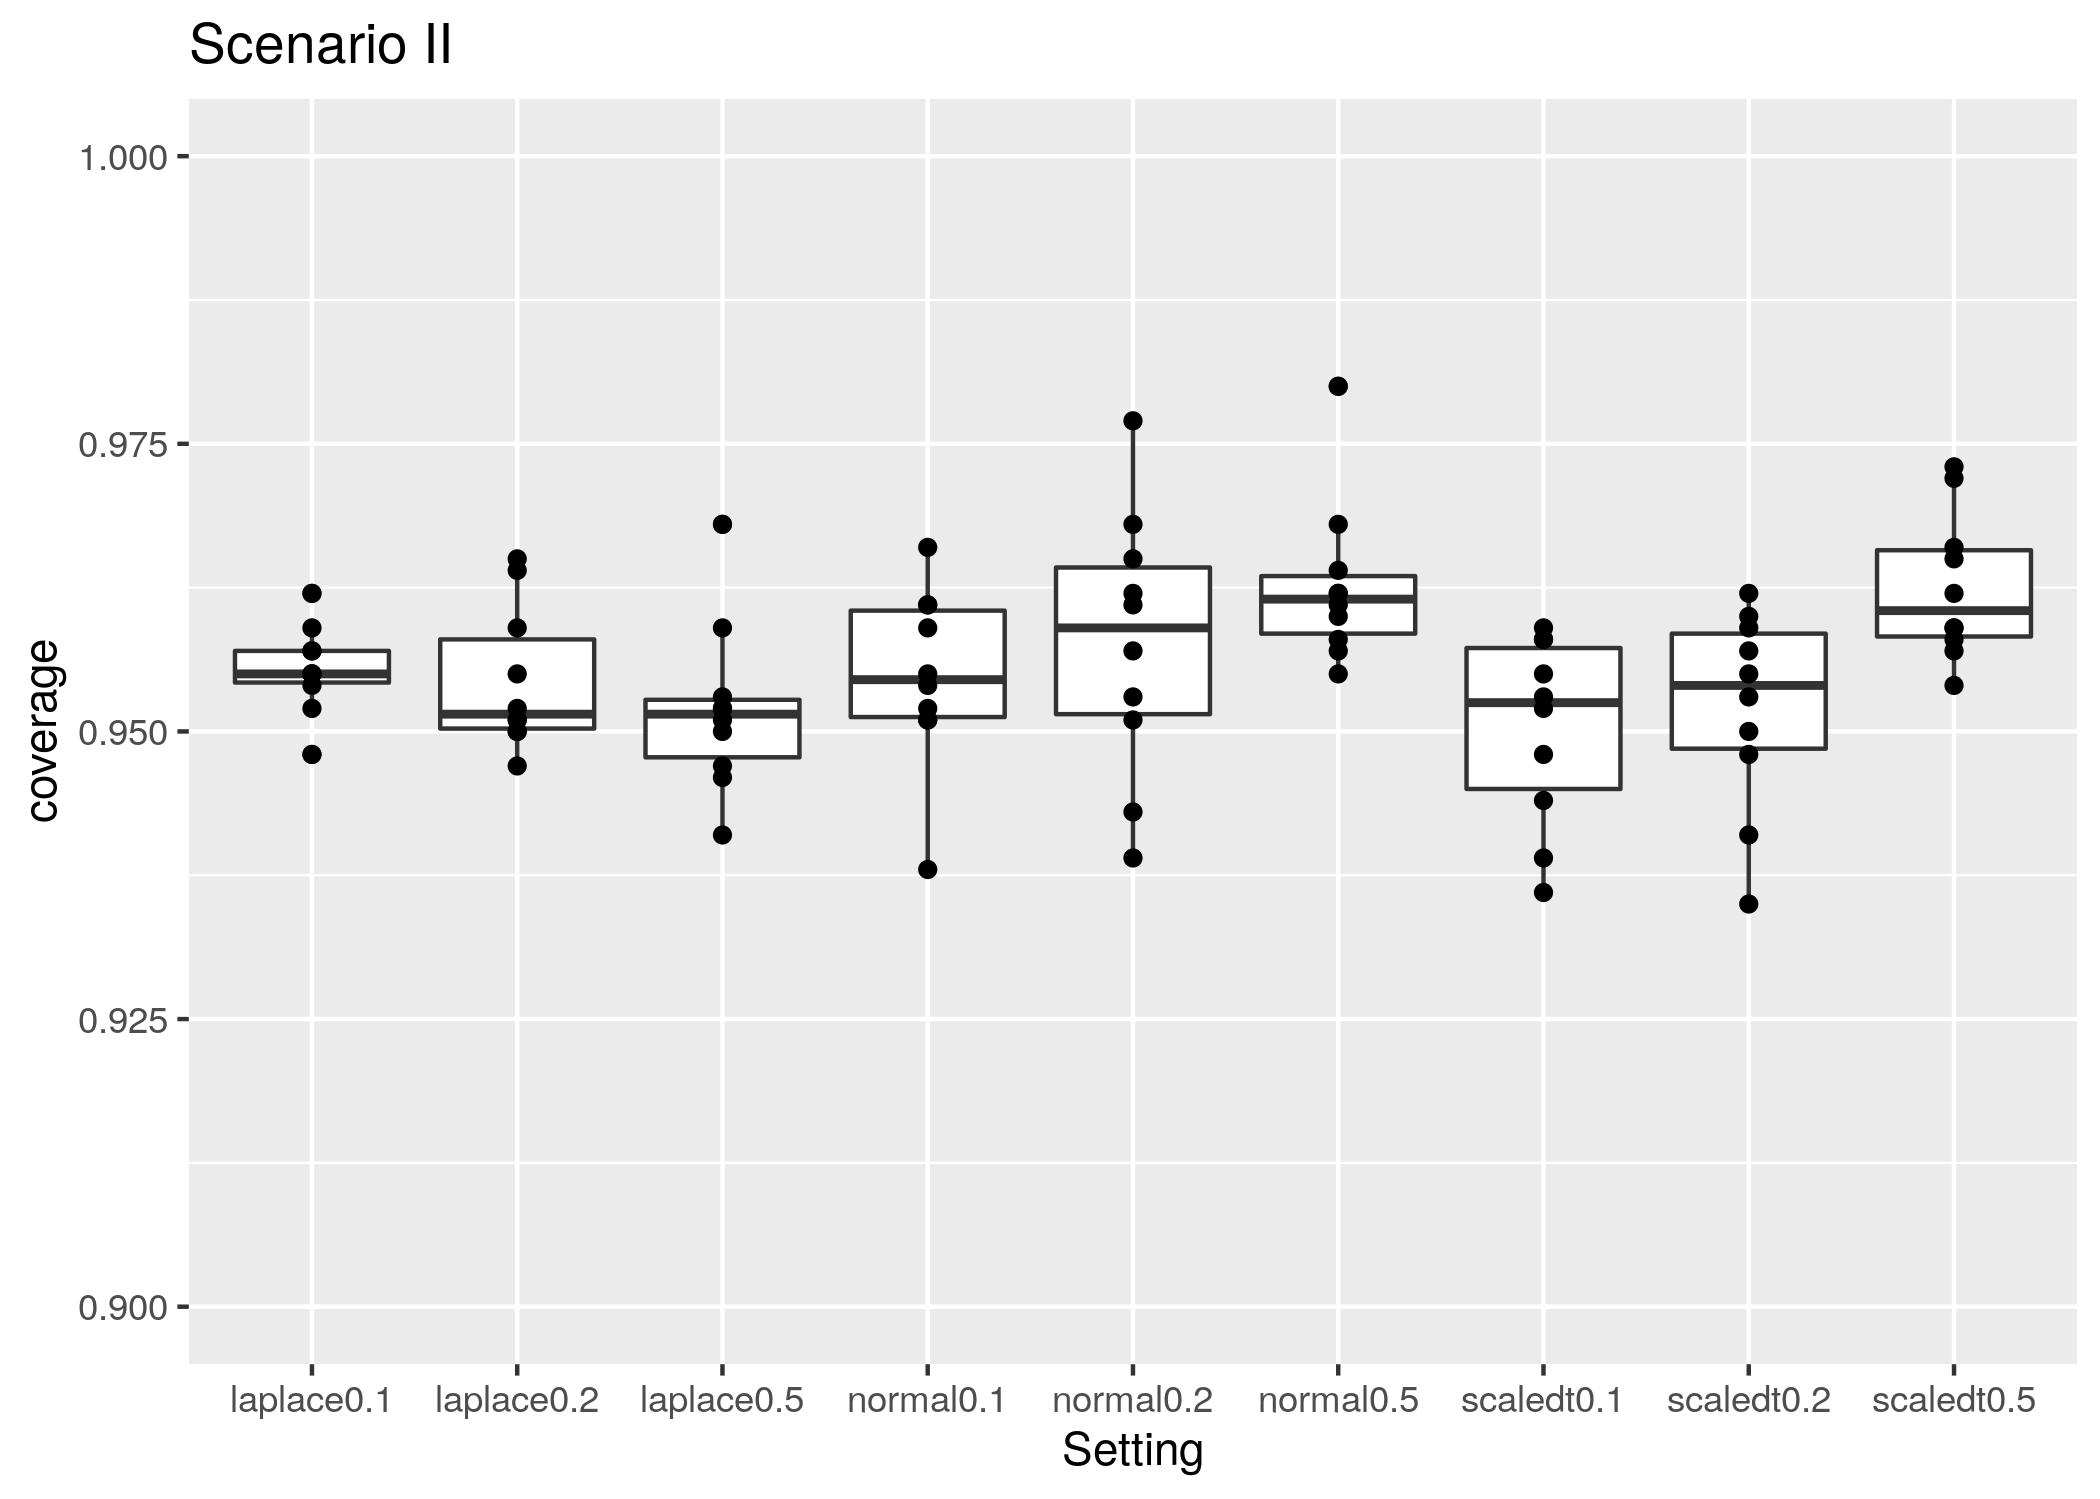 Scenario II
1.000
0.975
0.950
0.925
0.900
coverage
laplace0.1 laplace0.2 laplace0.5 normal0.1 normal0.2 normal0.5 scaledt0.1 scaledt0.2 scaledt0.5
Setting